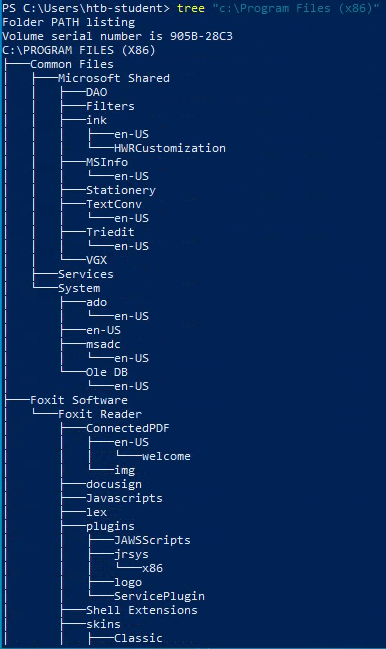 PS C:\Users\htb-student> tree "c:\Program Files (x86)"
Folder PATH listing
Volume serial number is 905B-28C3
C:\PROGRAM FILES (X86)
├───Common Files
│   ├───Microsoft Shared
│   │   ├───DAO
│   │   ├───Filters
│   │   ├───ink
│   │   │   ├───en-US
│   │   │   └───HWRCustomization
│   │   ├───MSInfo
│   │   │   └───en-US
│   │   ├───Stationery
│   │   ├───TextConv
│   │   │   └───en-US
│   │   ├───Triedit
│   │   │   └───en-US
│   │   └───VGX
│   ├───Services
│   └───System
│       ├───ado
│       │   └───en-US
│       ├───en-US
│       ├───msadc
│       │   └───en-US
│       └───Ole DB
│           └───en-US
├───Foxit Software
│   └───Foxit Reader
│       ├───ConnectedPDF
│       │   ├───en-US
│       │   │   └───welcome
│       │   └───img
│       ├───docusign
│       ├───Javascripts
│       ├───lex
│       ├───plugins
│       │   ├───JAWSScripts
│       │   ├───jrsys
│       │   │   └───x86
│       │   ├───logo
│       │   └───ServicePlugin
│       ├───Shell Extensions
│       ├───skins
│       │   ├───Classic